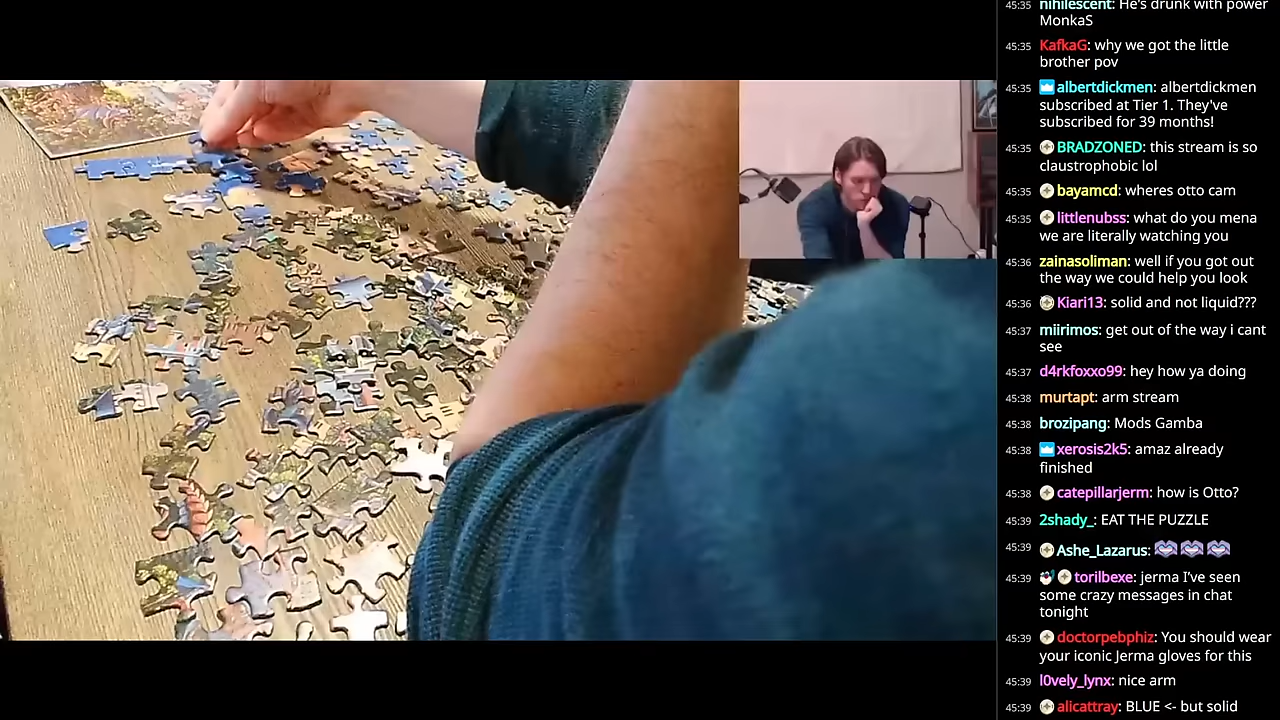 45:35 nihilescent: He's drunk with power
MonkaS
45:35 KafkaG: why we got the little
brother pov
45:35 albertdickmen: albertdickmen
subscribed at Tier 1. They've
subscribed for 39 months!
45:35 BRADZONED: this stream is so
claustrophobic lol
45:35 bayamcd: wheres otto cam
45:35 littlenubss: what do you mena
we are literally watching you
45:36 zainasoliman: well if you got out
the way we could help you look
45:36 Kiari13: solid and not liquid???
45:37 miirimos: get out of the way i cant
see
45:37 d4rkfoxxo99: hey how ya doing
45:38 murtapt: arm stream
45:38 brozipang: Mods Gamba
45:38 xerosis2k5: amaz already
finished
45:38 catepillarjerm: how is Otto?
45:39 2shady_: EAT THE PUZZLE
45:39 Ashe_Lazarus:
45:39 torilbexe: jerma I've seen
some crazy messages in chat
tonight
45:39 doctorpebphiz: You should wear
your iconic Jerma gloves for this
45:39 l0vely_lynx: nice arm
45:39 alicattray: BLUE <- but solid